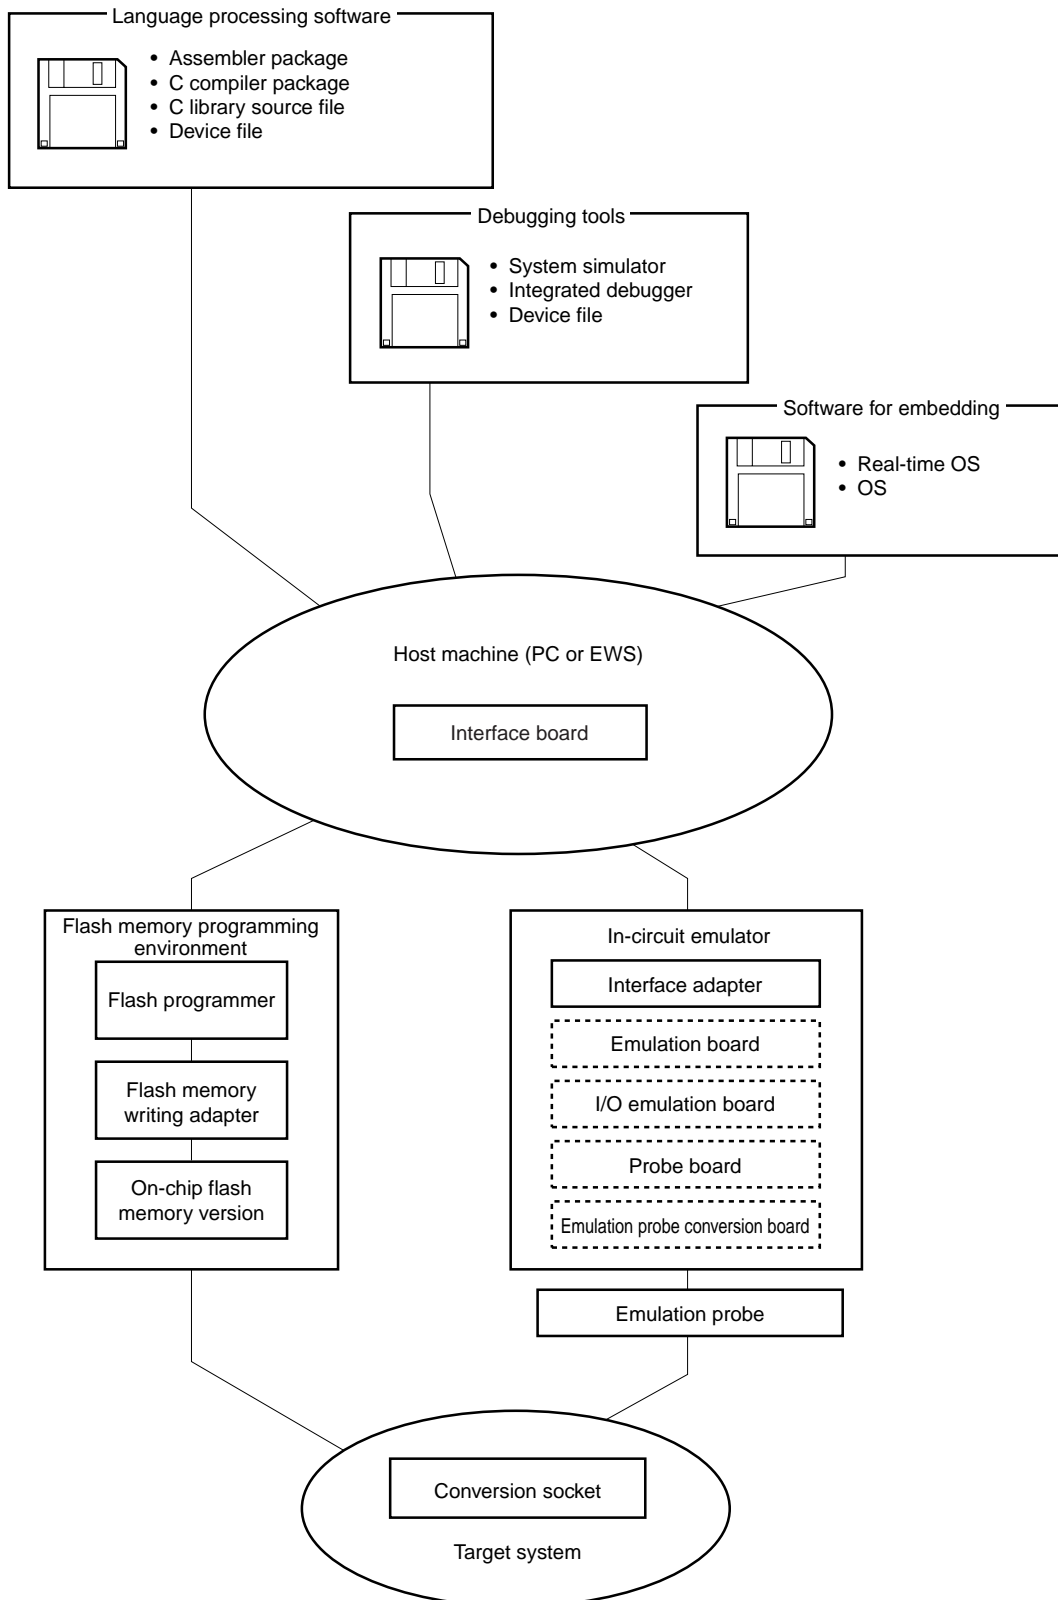 Language processing software
• Assembler package
• C compiler package
• C library source file
• Device file
Debugging tools
• System simulator
• Integrated debugger
• Device file
Software for embedding
• Real-time OS
• OS
Host machine (PC or EWS)
Interface board
Flash memory programming
environment
Flash programmer
Flash memory
writing adapter
On-chip flash
memory version
In-circuit emulator
Interface adapter
Emulation board
I/O emulation board
Probe board
Emulation probe conversion board
Emulation probe
Conversion socket
Target system